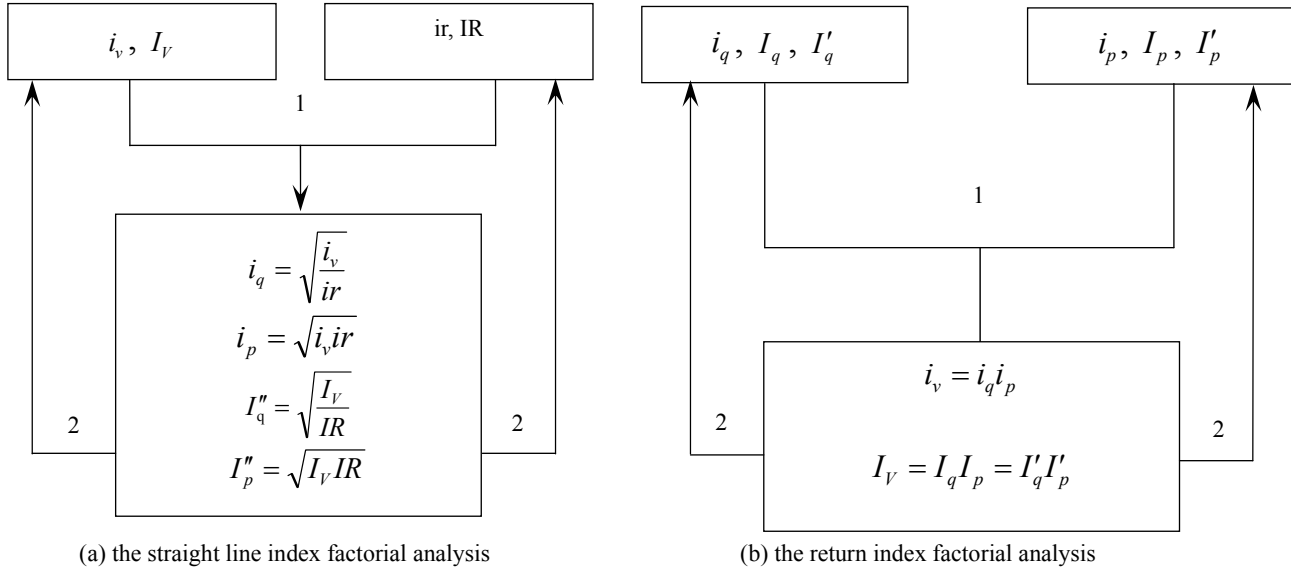 i_v, I_V
ir, IR
1
i_q = √(i_v/ir)
i_p = √(i_v ir)
I″_q = √(I_V/IR)
I″_p = √(I_V IR)
2
2
(a) the straight line index factorial analysis
i_q, I_q, I′_q
i_p, I_p, I′_p
1
i_v = i_q i_p
I_V = I_q I_p = I′_q I′_p
2
2
(b) the return index factorial analysis